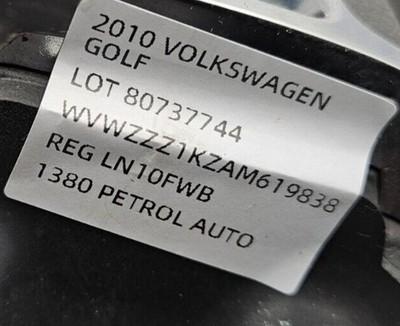 2010 VOLKSWAGEN
GOLF
LOT 80737744
WVWZZZ1KZAM619838
REG LN10FWB
1380 PETROL AUTO